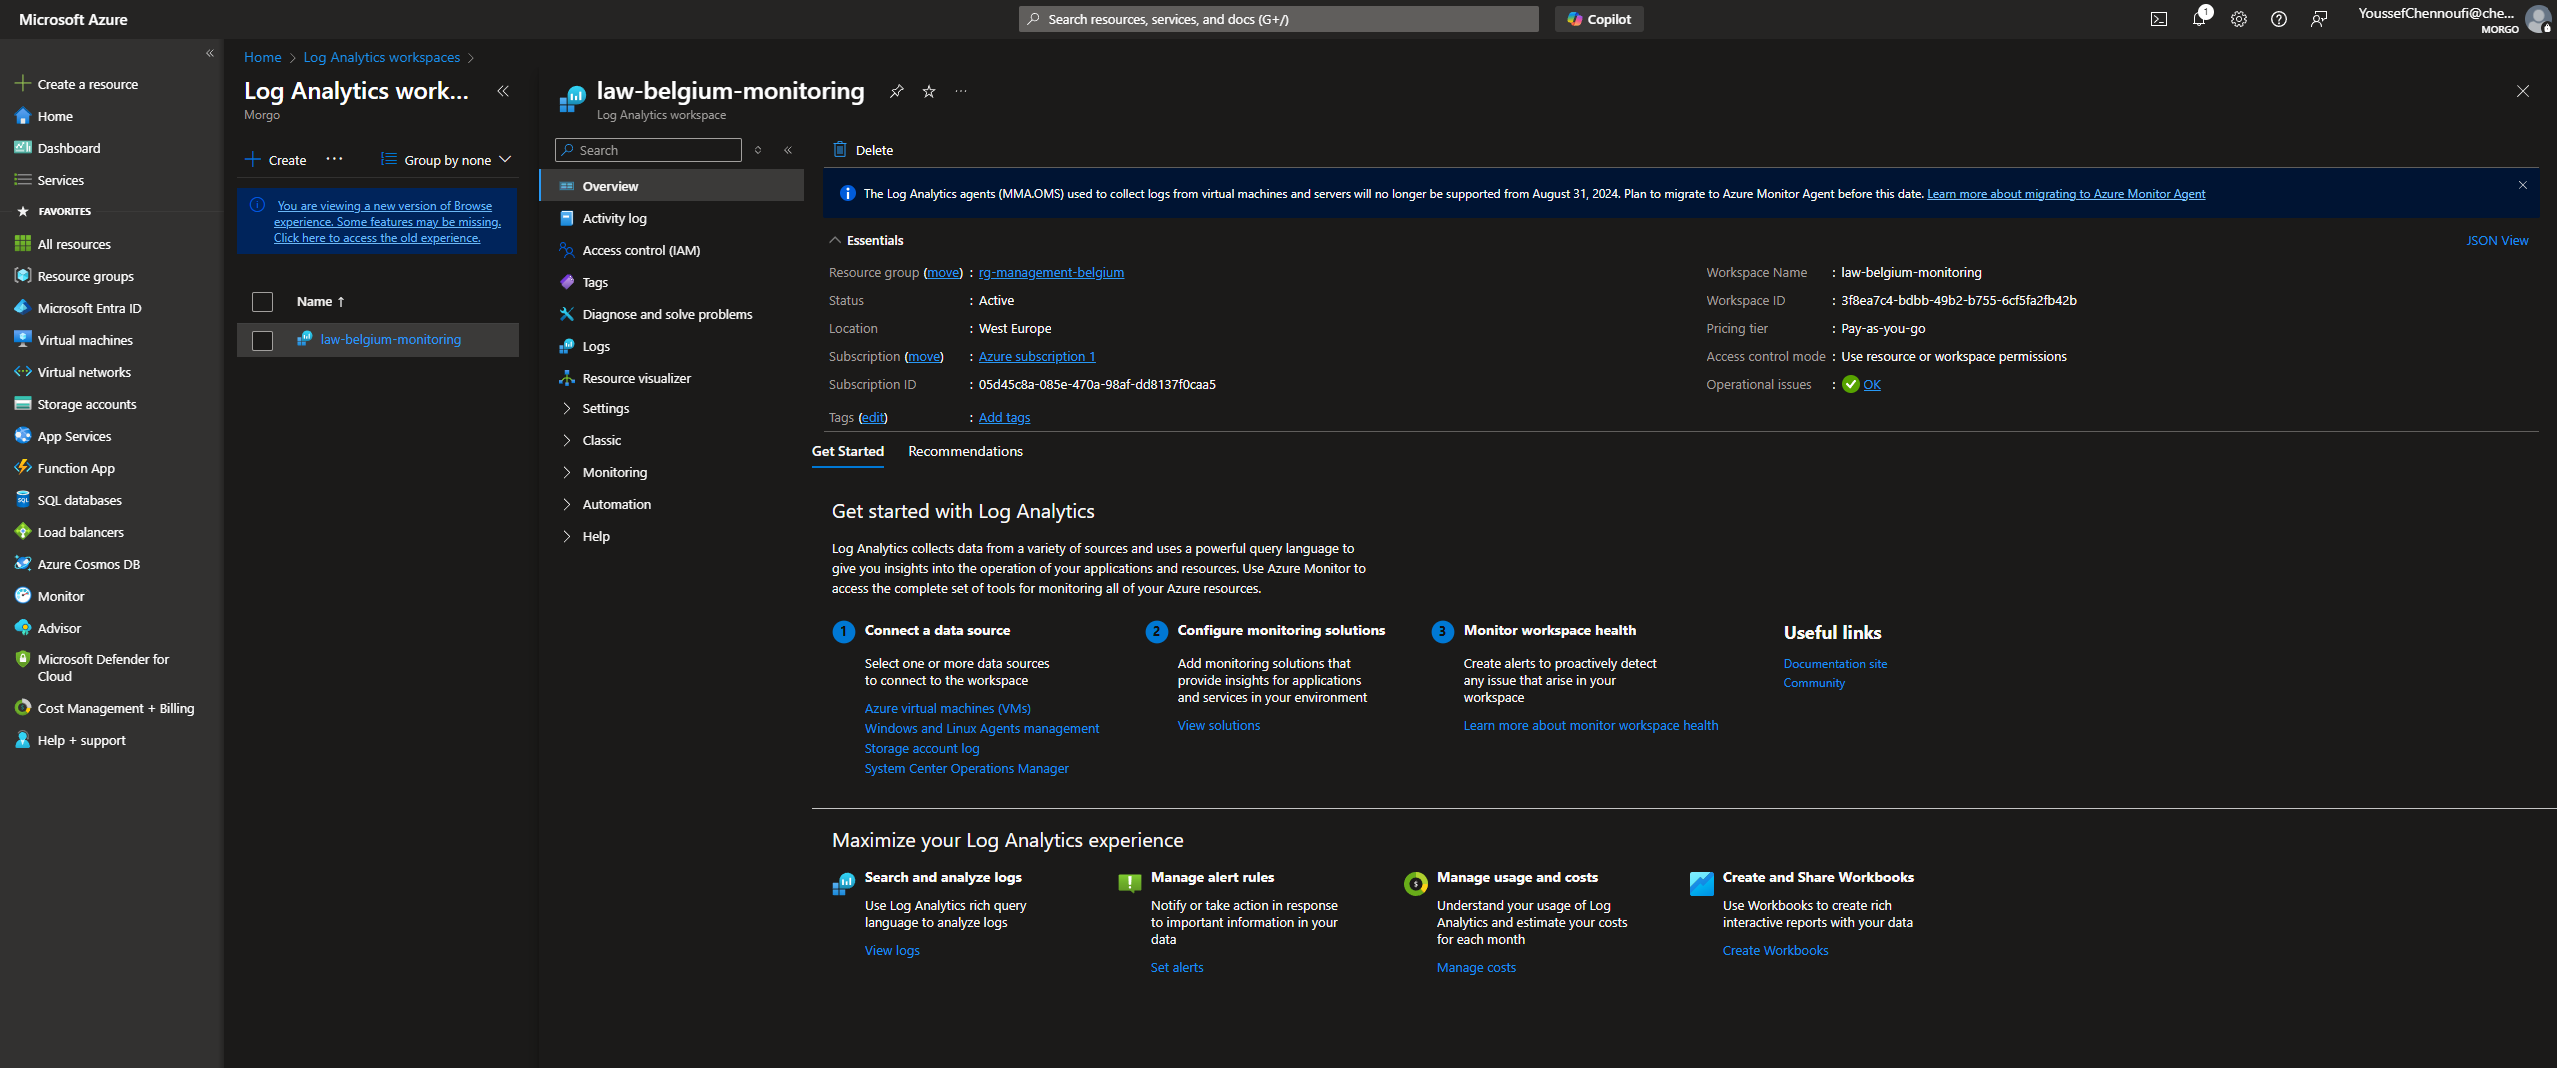 Microsoft Azure
Search resources, services, and docs (G+/)
Copilot
1
YoussefChennoufi@che...
MORGO
Create a resource
Home
Dashboard
Services
FAVORITES
All resources
Resource groups
Microsoft Entra ID
Virtual machines
Virtual networks
Storage accounts
App Services
Function App
SQL databases
Load balancers
Azure Cosmos DB
Monitor
Advisor
Microsoft Defender for
Cloud
Cost Management + Billing
Help + support
Home > Log Analytics workspaces >
Log Analytics work...
Morgo
Create
Group by none
You are viewing a new version of Browse
experience. Some features may be missing.
Click here to access the old experience.
Name ↑
law-belgium-monitoring
law-belgium-monitoring
Log Analytics workspace
Search
Overview
Activity log
Access control (IAM)
Tags
Diagnose and solve problems
Logs
Resource visualizer
Settings
Classic
Monitoring
Automation
Help
Delete
The Log Analytics agents (MMA.OMS) used to collect logs from virtual machines and servers will no longer be supported from August 31, 2024. Plan to migrate to Azure Monitor Agent before this date. Learn more about migrating to Azure Monitor Agent
Essentials
JSON View
Resource group (move) : rg-management-belgium
Status : Active
Location : West Europe
Subscription (move) : Azure subscription 1
Subscription ID : 05d45c8a-085e-470a-98af-dd8137f0caa5
Tags (edit) : Add tags
Workspace Name : law-belgium-monitoring
Workspace ID : 3f8ea7c4-bdbb-49b2-b755-6cf5fa2fb42b
Pricing tier : Pay-as-you-go
Access control mode : Use resource or workspace permissions
Operational issues : OK
Get Started
Recommendations
Get started with Log Analytics
Log Analytics collects data from a variety of sources and uses a powerful query language to
give you insights into the operation of your applications and resources. Use Azure Monitor to
access the complete set of tools for monitoring all of your Azure resources.
1
Connect a data source
Select one or more data sources
to connect to the workspace
Azure virtual machines (VMs)
Windows and Linux Agents management
Storage account log
System Center Operations Manager
2
Configure monitoring solutions
Add monitoring solutions that
provide insights for applications
and services in your environment
View solutions
3
Monitor workspace health
Create alerts to proactively detect
any issue that arise in your
workspace
Learn more about monitor workspace health
Useful links
Documentation site
Community
Maximize your Log Analytics experience
Search and analyze logs
Use Log Analytics rich query
language to analyze logs
View logs
Manage alert rules
Notify or take action in response
to important information in your
data
Set alerts
Manage usage and costs
Understand your usage of Log
Analytics and estimate your costs
for each month
Manage costs
Create and Share Workbooks
Use Workbooks to create rich
interactive reports with your data
Create Workbooks